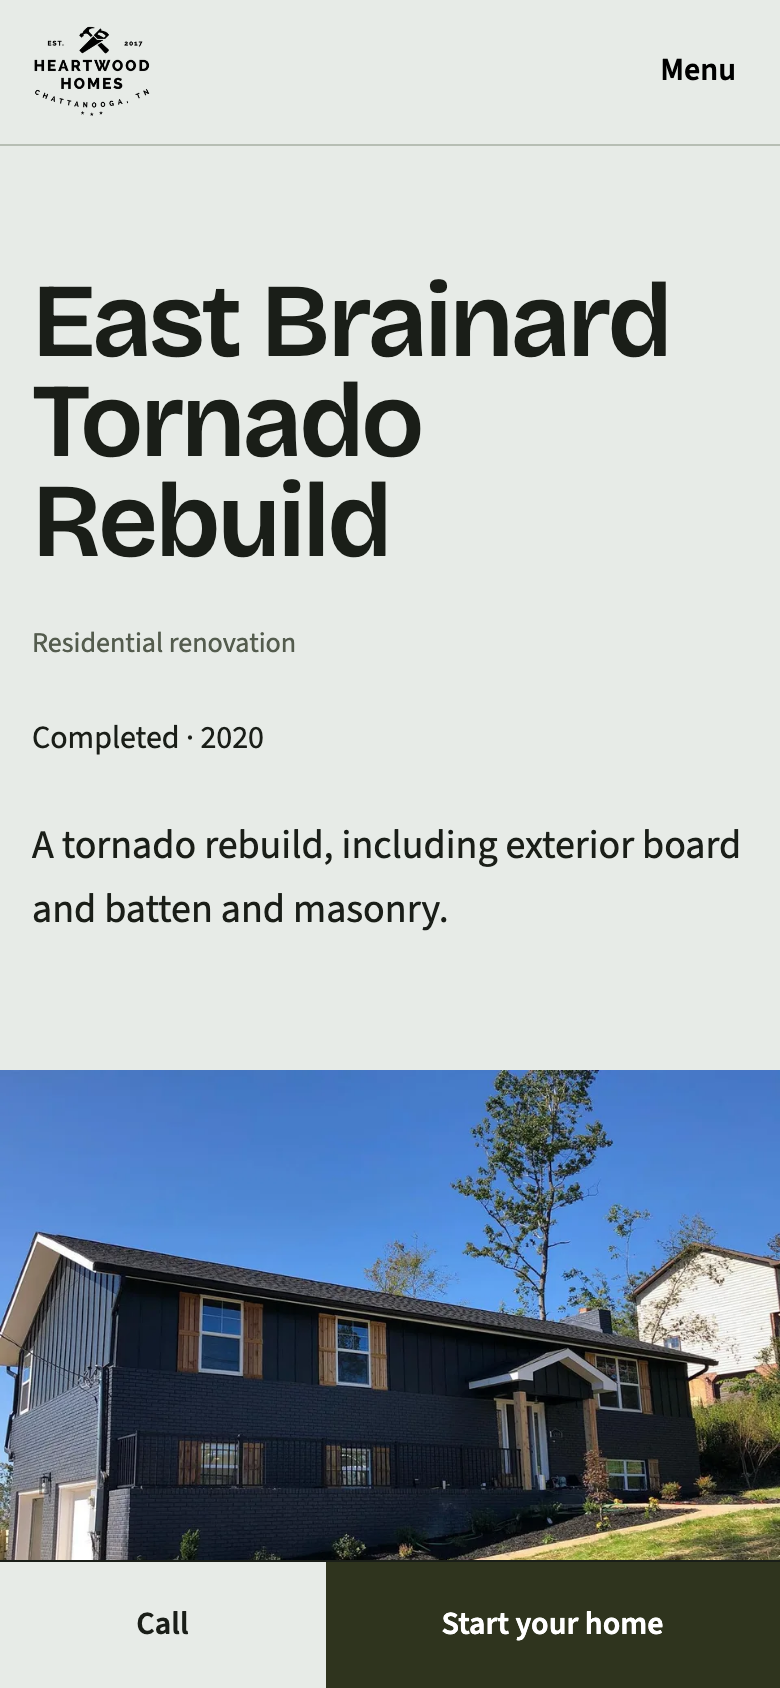 EST. 2017
HEARTWOOD
HOMES
CHATTANOOGA, TN
Menu
East Brainard
Tornado
Rebuild
Residential renovation
Completed · 2020
A tornado rebuild, including exterior board
and batten and masonry.
Call
Start your home